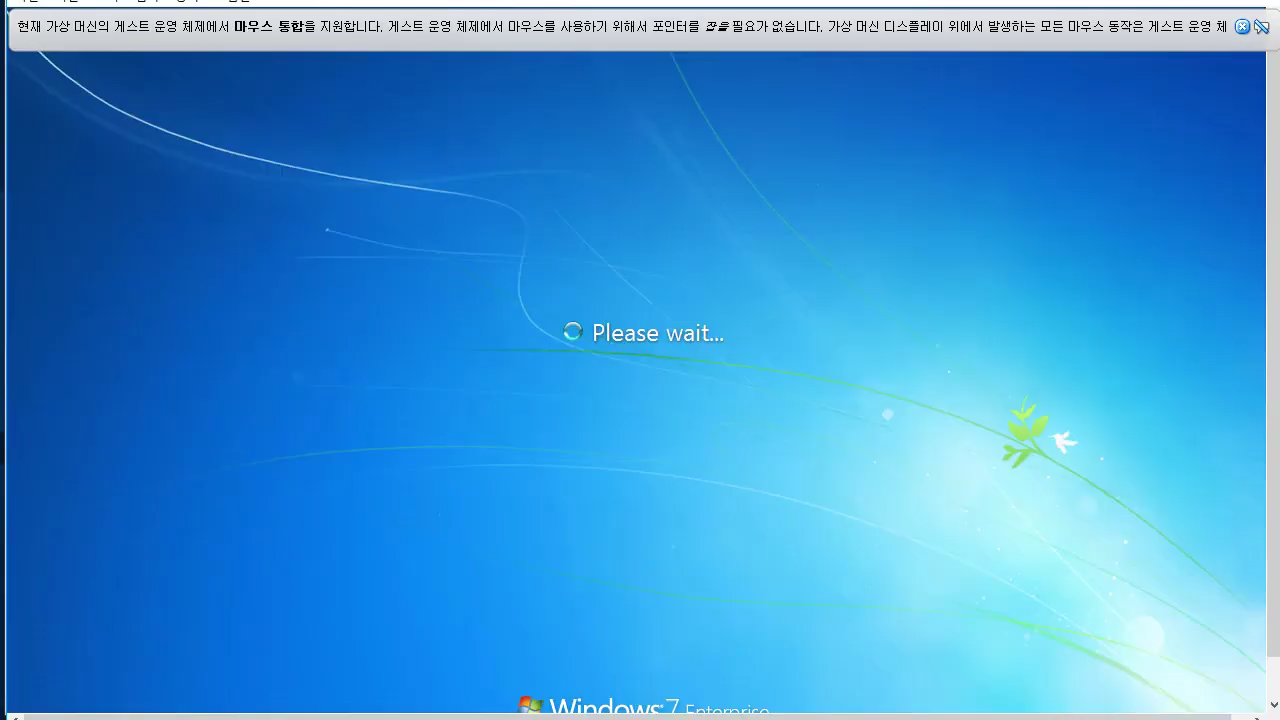 현재 가상 머신의 게스트 운영 체제에서 마우스 통합을 지원합니다. 게스트 운영 체제에서 마우스를 사용하기 위해서 포인터를 잡을 필요가 없습니다. 가상 머신 디스플레이 위에서 발생하는 모든 마우스 동작은 게스트 운영 체
Please wait...
Windows 7 Enterprise